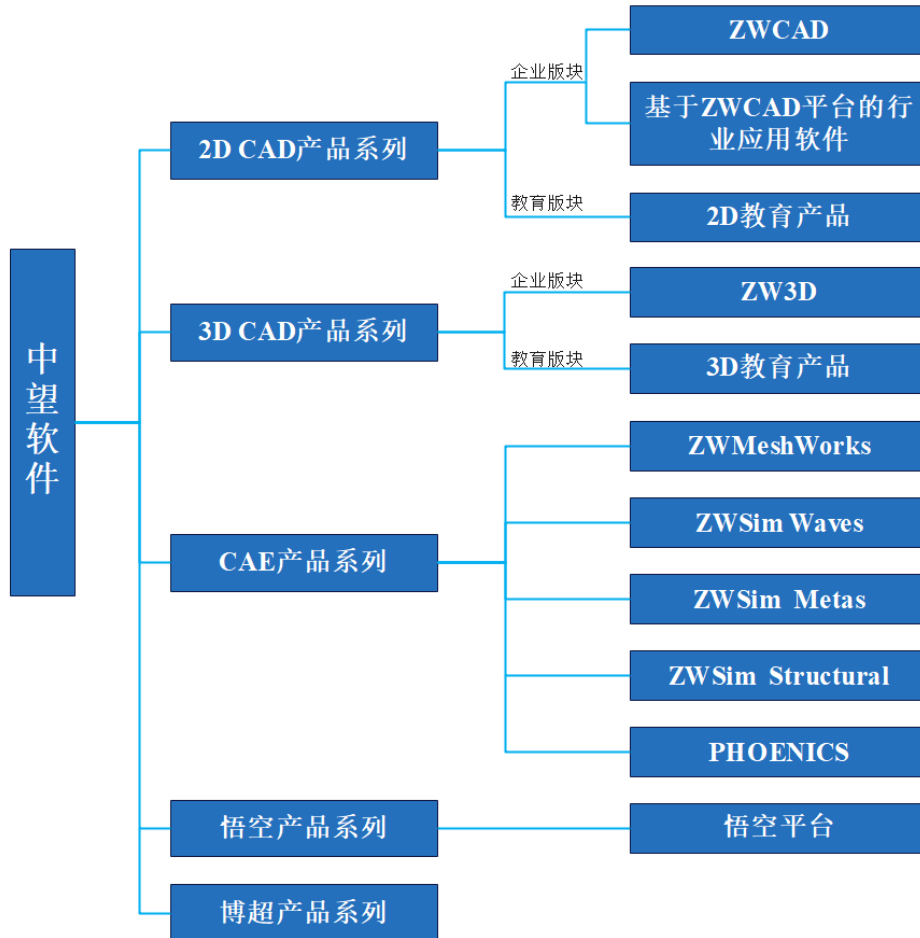 中望软件
2D CAD产品系列
企业版块
ZWCAD
基于ZWCAD平台的行
业应用软件
教育版块
2D教育产品
3D CAD产品系列
企业版块
ZW3D
教育版块
3D教育产品
CAE产品系列
ZWMeshWorks
ZWSim Waves
ZWSim Metas
ZWSim Structural
PHOENICS
悟空产品系列
悟空平台
博超产品系列